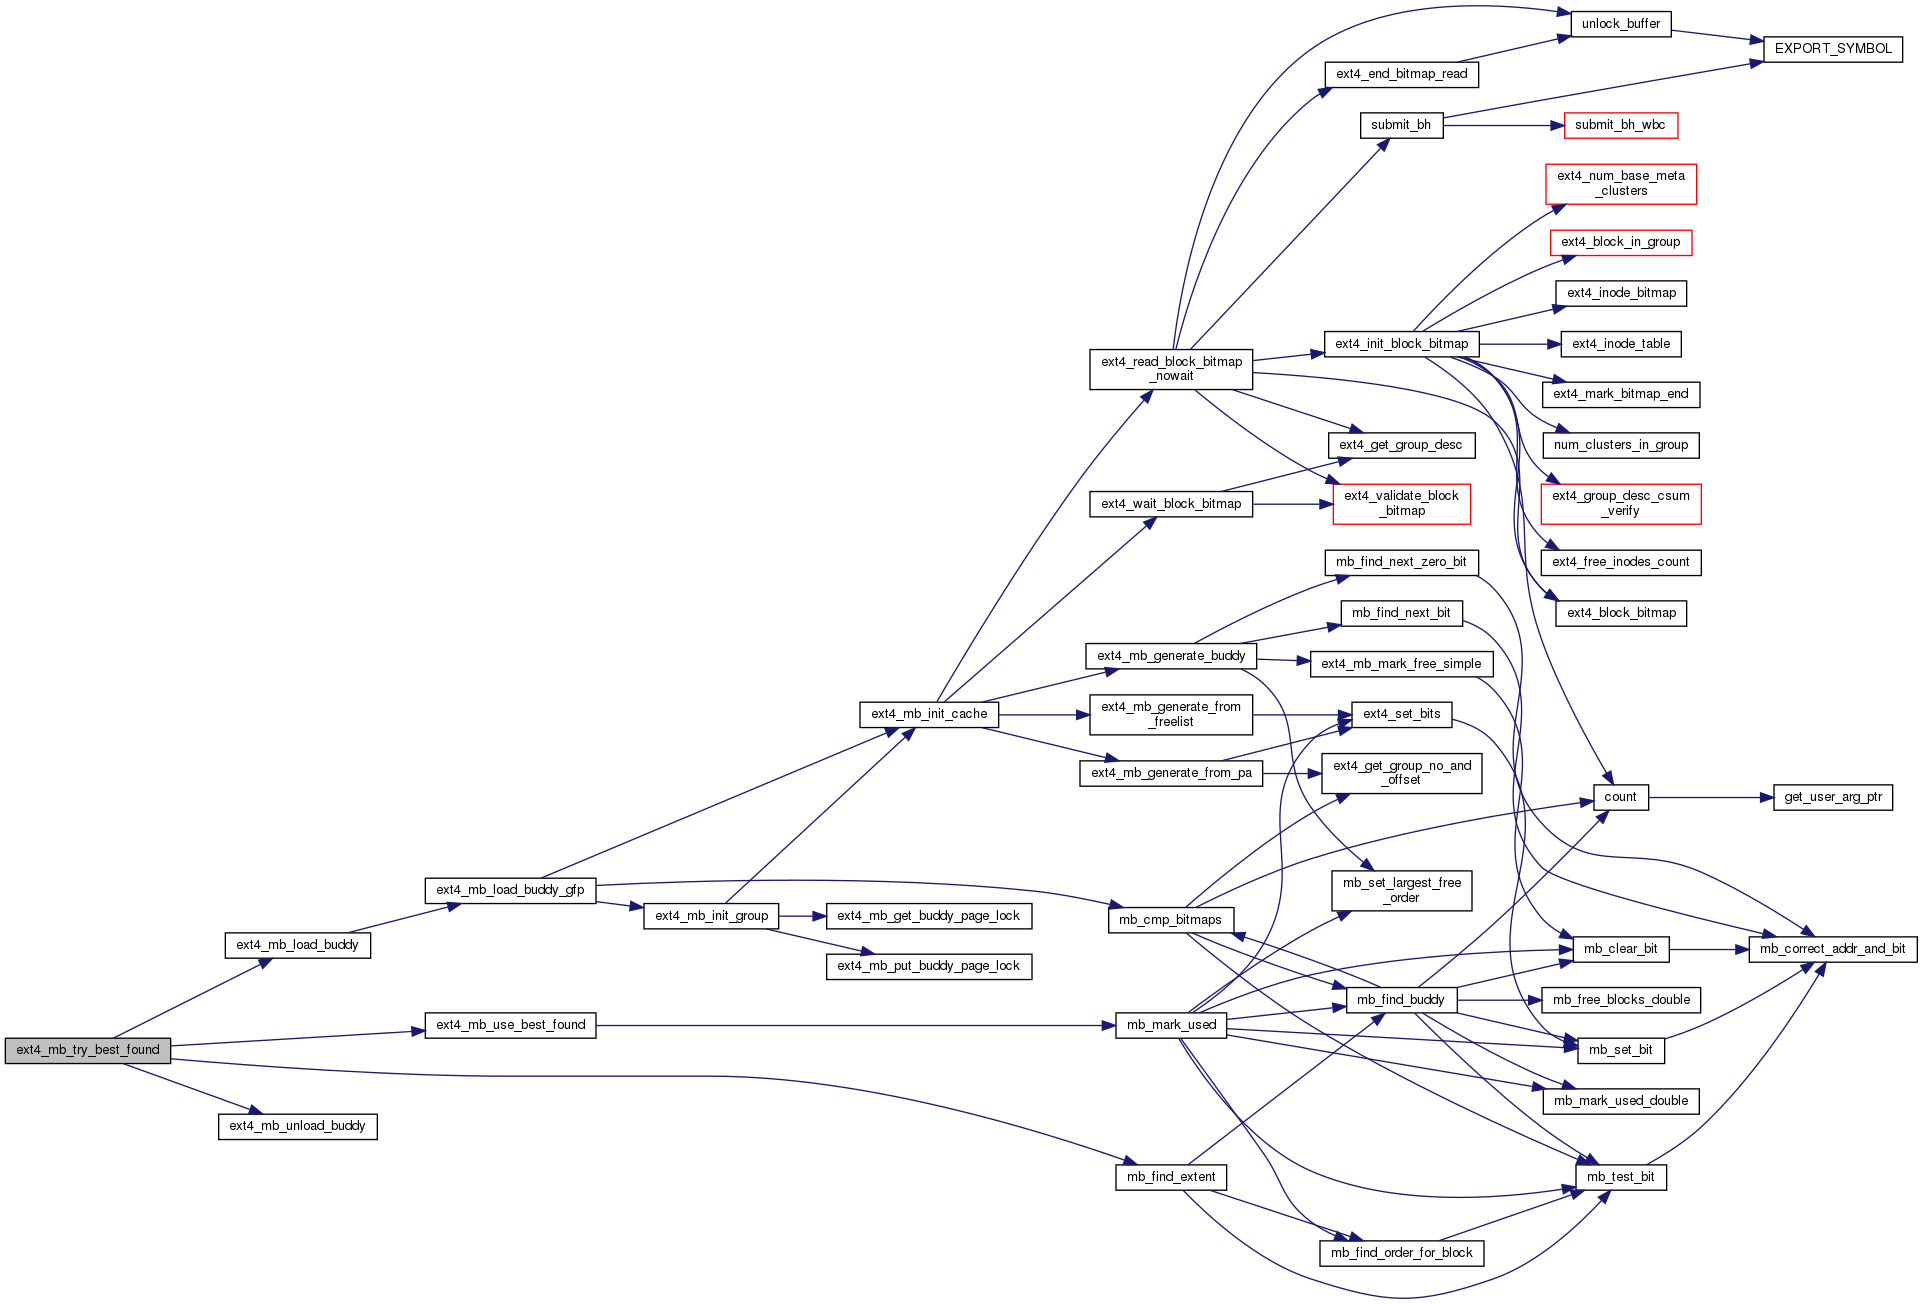 unlock_buffer
EXPORT_SYMBOL
ext4_end_bitmap_read
submit_bh
submit_bh_wbc
ext4_num_base_meta
_clusters
ext4_block_in_group
ext4_inode_bitmap
ext4_init_block_bitmap
ext4_inode_table
ext4_read_block_bitmap
_nowait
ext4_mark_bitmap_end
ext4_get_group_desc
num_clusters_in_group
ext4_wait_block_bitmap
ext4_validate_block
_bitmap
ext4_group_desc_csum
_verify
mb_find_next_zero_bit
ext4_free_inodes_count
mb_find_next_bit
ext4_block_bitmap
ext4_mb_generate_buddy
ext4_mb_mark_free_simple
ext4_mb_init_cache
ext4_mb_generate_from
_freelist
ext4_set_bits
ext4_mb_generate_from_pa
ext4_get_group_no_and
_offset
count
get_user_arg_ptr
ext4_mb_load_buddy_gfp
mb_set_largest_free
_order
ext4_mb_init_group
ext4_mb_get_buddy_page_lock
mb_cmp_bitmaps
ext4_mb_load_buddy
mb_clear_bit
mb_correct_addr_and_bit
ext4_mb_put_buddy_page_lock
mb_find_buddy
mb_free_blocks_double
ext4_mb_use_best_found
mb_mark_used
ext4_mb_try_best_found
mb_set_bit
mb_mark_used_double
ext4_mb_unload_buddy
mb_find_extent
mb_test_bit
mb_find_order_for_block